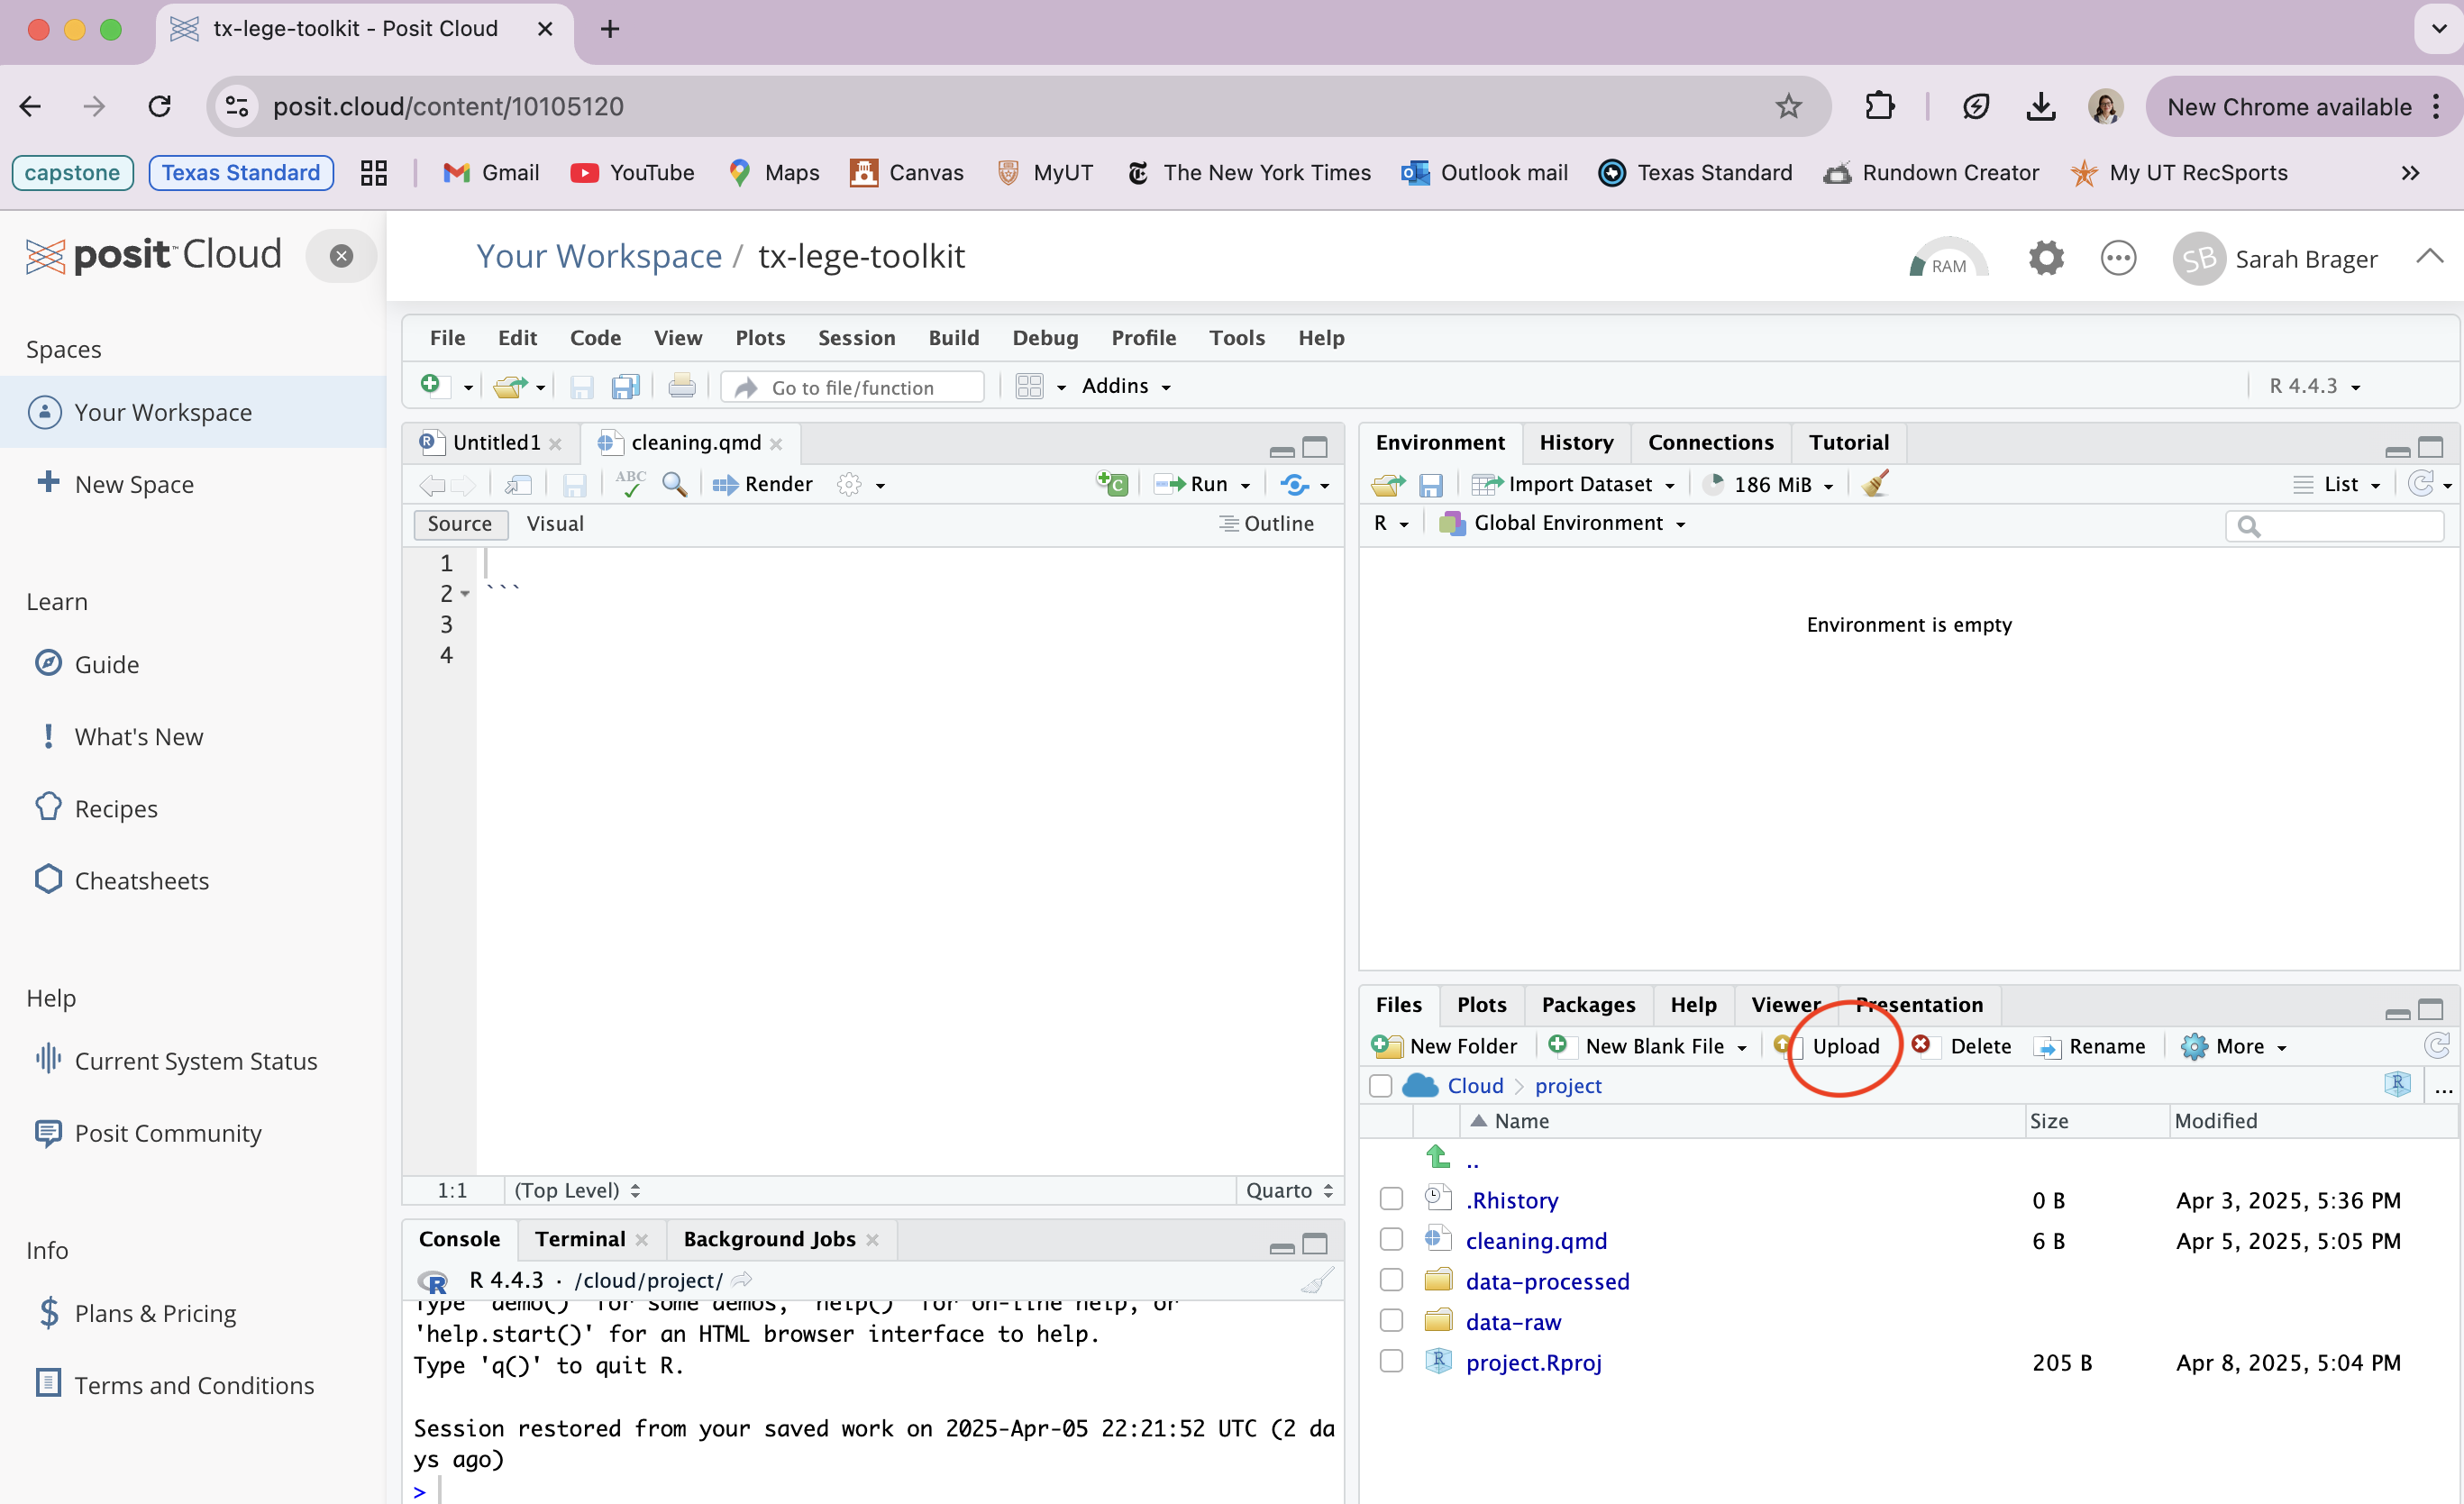 tx-lege-toolkit - Posit Cloud
posit.cloud/content/10105120
New Chrome available
capstone
Texas Standard
Gmail
YouTube
Maps
Canvas
MyUT
The New York Times
Outlook mail
Texas Standard
Rundown Creator
My UT RecSports
posit™ Cloud
Your Workspace / tx-lege-toolkit
RAM
SB
Sarah Brager
Spaces
Your Workspace
New Space
Learn
Guide
What's New
Recipes
Cheatsheets
Help
Current System Status
Posit Community
Info
Plans & Pricing
Terms and Conditions
File Edit Code View Plots Session Build Debug Profile Tools Help
Go to file/function
Addins
R 4.4.3
Untitled1
cleaning.qmd
ABC
Render
Run
Source
Visual
Outline
1
2 ```
3
4
1:1
(Top Level)
Quarto
Console
Terminal
Background Jobs
R 4.4.3 · /cloud/project/
Type 'demo()' for some demos, 'help()' for on-line help, or
'help.start()' for an HTML browser interface to help.
Type 'q()' to quit R.
Session restored from your saved work on 2025-Apr-05 22:21:52 UTC (2 da
ys ago)
>
Environment
History
Connections
Tutorial
Import Dataset
186 MiB
List
R
Global Environment
Environment is empty
Files
Plots
Packages
Help
Viewer
Presentation
New Folder
New Blank File
Upload
Delete
Rename
More
Cloud > project
...
Name Size Modified
..
.Rhistory 0 B Apr 3, 2025, 5:36 PM
cleaning.qmd 6 B Apr 5, 2025, 5:05 PM
data-processed
data-raw
project.Rproj 205 B Apr 8, 2025, 5:04 PM